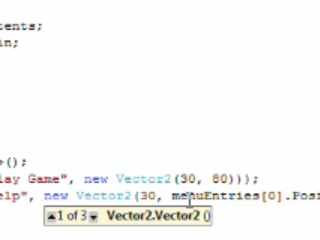 tents;
in;
>();
lay Game", new Vector2(30, 80)));
elp", new Vector2(30, menuEntries[0].Posi
1 of 3 Vector2.Vector2 ()